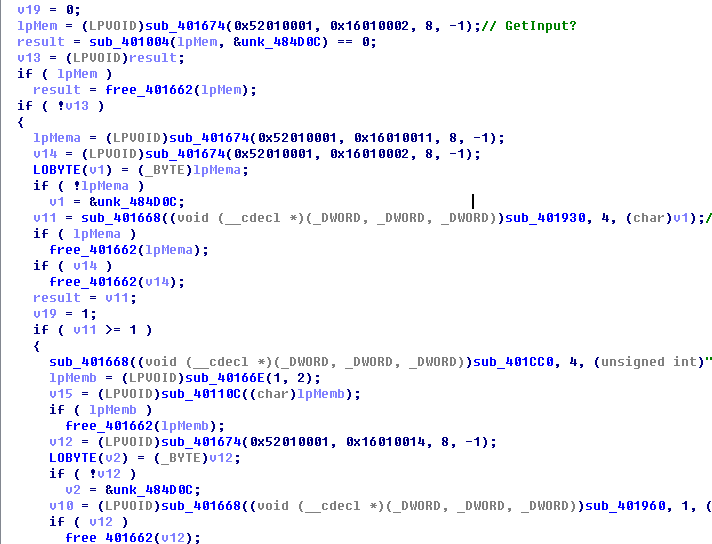 v19 = 0;
lpMem = (LPVOID)sub_401674(0x52010001, 0x16010002, 8, -1);// GetInput?
result = sub_401004(lpMem, &unk_484D0C) == 0;
v13 = (LPVOID)result;
if ( lpMem )
result = free_401662(lpMem);
if ( !v13 )
{
lpMema = (LPVOID)sub_401674(0x52010001, 0x16010011, 8, -1);
v14 = (LPVOID)sub_401674(0x52010001, 0x16010002, 8, -1);
LOBYTE(v1) = (_BYTE)lpMema;
if ( !lpMema )
v1 = &unk_484D0C;
v11 = sub_401668((void (__cdecl *)(_DWORD, _DWORD, _DWORD))sub_401930, 4, (char)v1);/
if ( lpMema )
free_401662(lpMema);
if ( v14 )
free_401662(v14);
result = v11;
v19 = 1;
if ( v11 >= 1 )
{
sub_401668((void (__cdecl *)(_DWORD, _DWORD, _DWORD))sub_401CC0, 4, (unsigned int)"
lpMemb = (LPVOID)sub_40166E(1, 2);
v15 = (LPVOID)sub_40110C((char)lpMemb);
if ( lpMemb )
free_401662(lpMemb);
v12 = (LPVOID)sub_401674(0x52010001, 0x16010014, 8, -1);
LOBYTE(v2) = (_BYTE)v12;
if ( !v12 )
v2 = &unk_484D0C;
v10 = (LPVOID)sub_401668((void (__cdecl *)(_DWORD, _DWORD, _DWORD))sub_401960, 1, (
if ( v12 )
free_401662(v12);